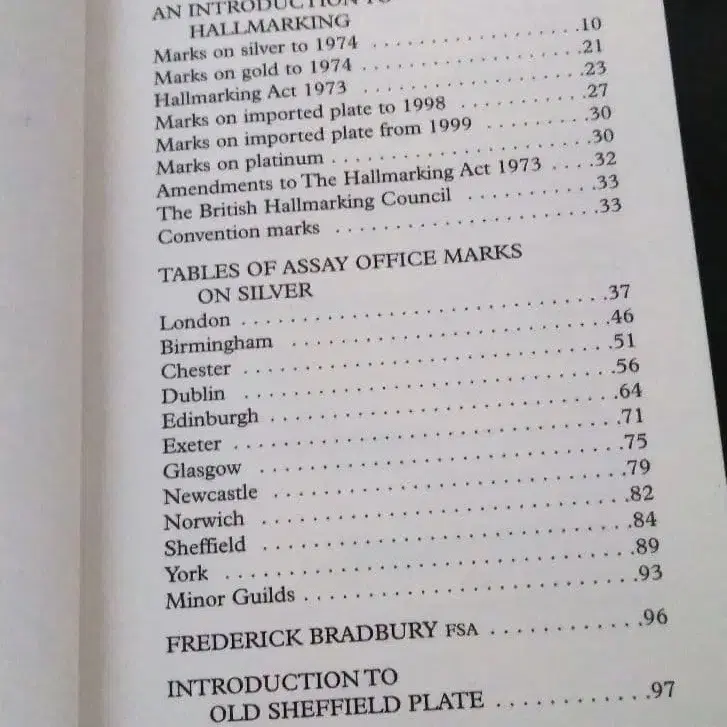 AN INTRODUCTION TO
HALLMARKING
Marks on silver to 1974 .................10
Marks on gold to 1974 ..................21
Hallmarking Act 1973 ..................23
Marks on imported plate to 1998 ..........27
Marks on imported plate from 1999 ........30
Marks on platinum .....................30
Amendments to The Hallmarking Act 1973 ....32
The British Hallmarking Council ..........33
Convention marks .....................33
TABLES OF ASSAY OFFICE MARKS
ON SILVER
London .............................37
Birmingham .........................46
Chester ............................51
Dublin .............................56
Edinburgh ..........................64
Exeter .............................71
Glasgow ............................75
Newcastle ..........................79
Norwich ............................82
Sheffield ..........................84
York ...............................89
Minor Guilds .......................93
FREDERICK BRADBURY FSA ............96
INTRODUCTION TO
OLD SHEFFIELD PLATE ............97